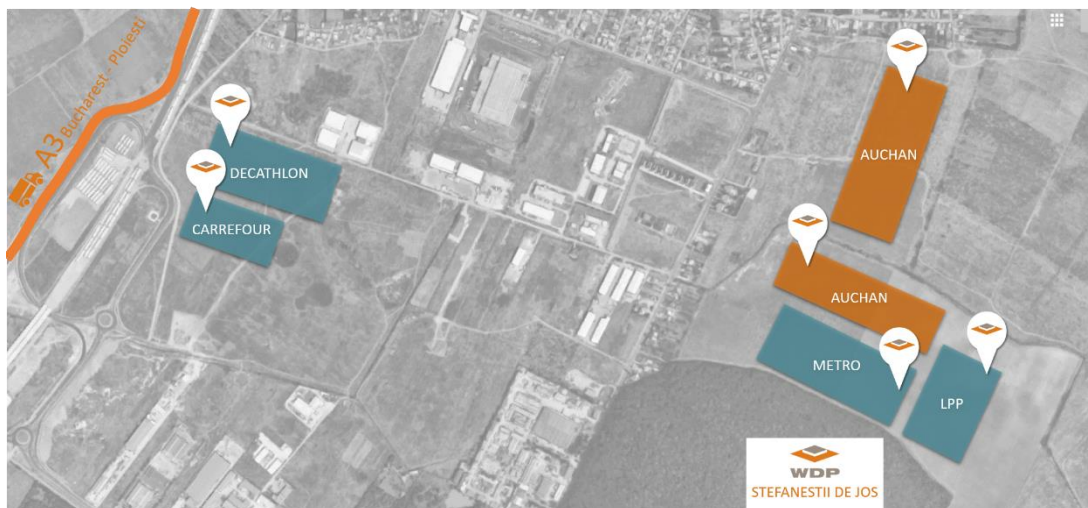 A3 Bucharest - Ploiesti
DECATHLON
CARREFOUR
AUCHAN
AUCHAN
METRO
LPP
WDP
STEFANESTII DE JOS